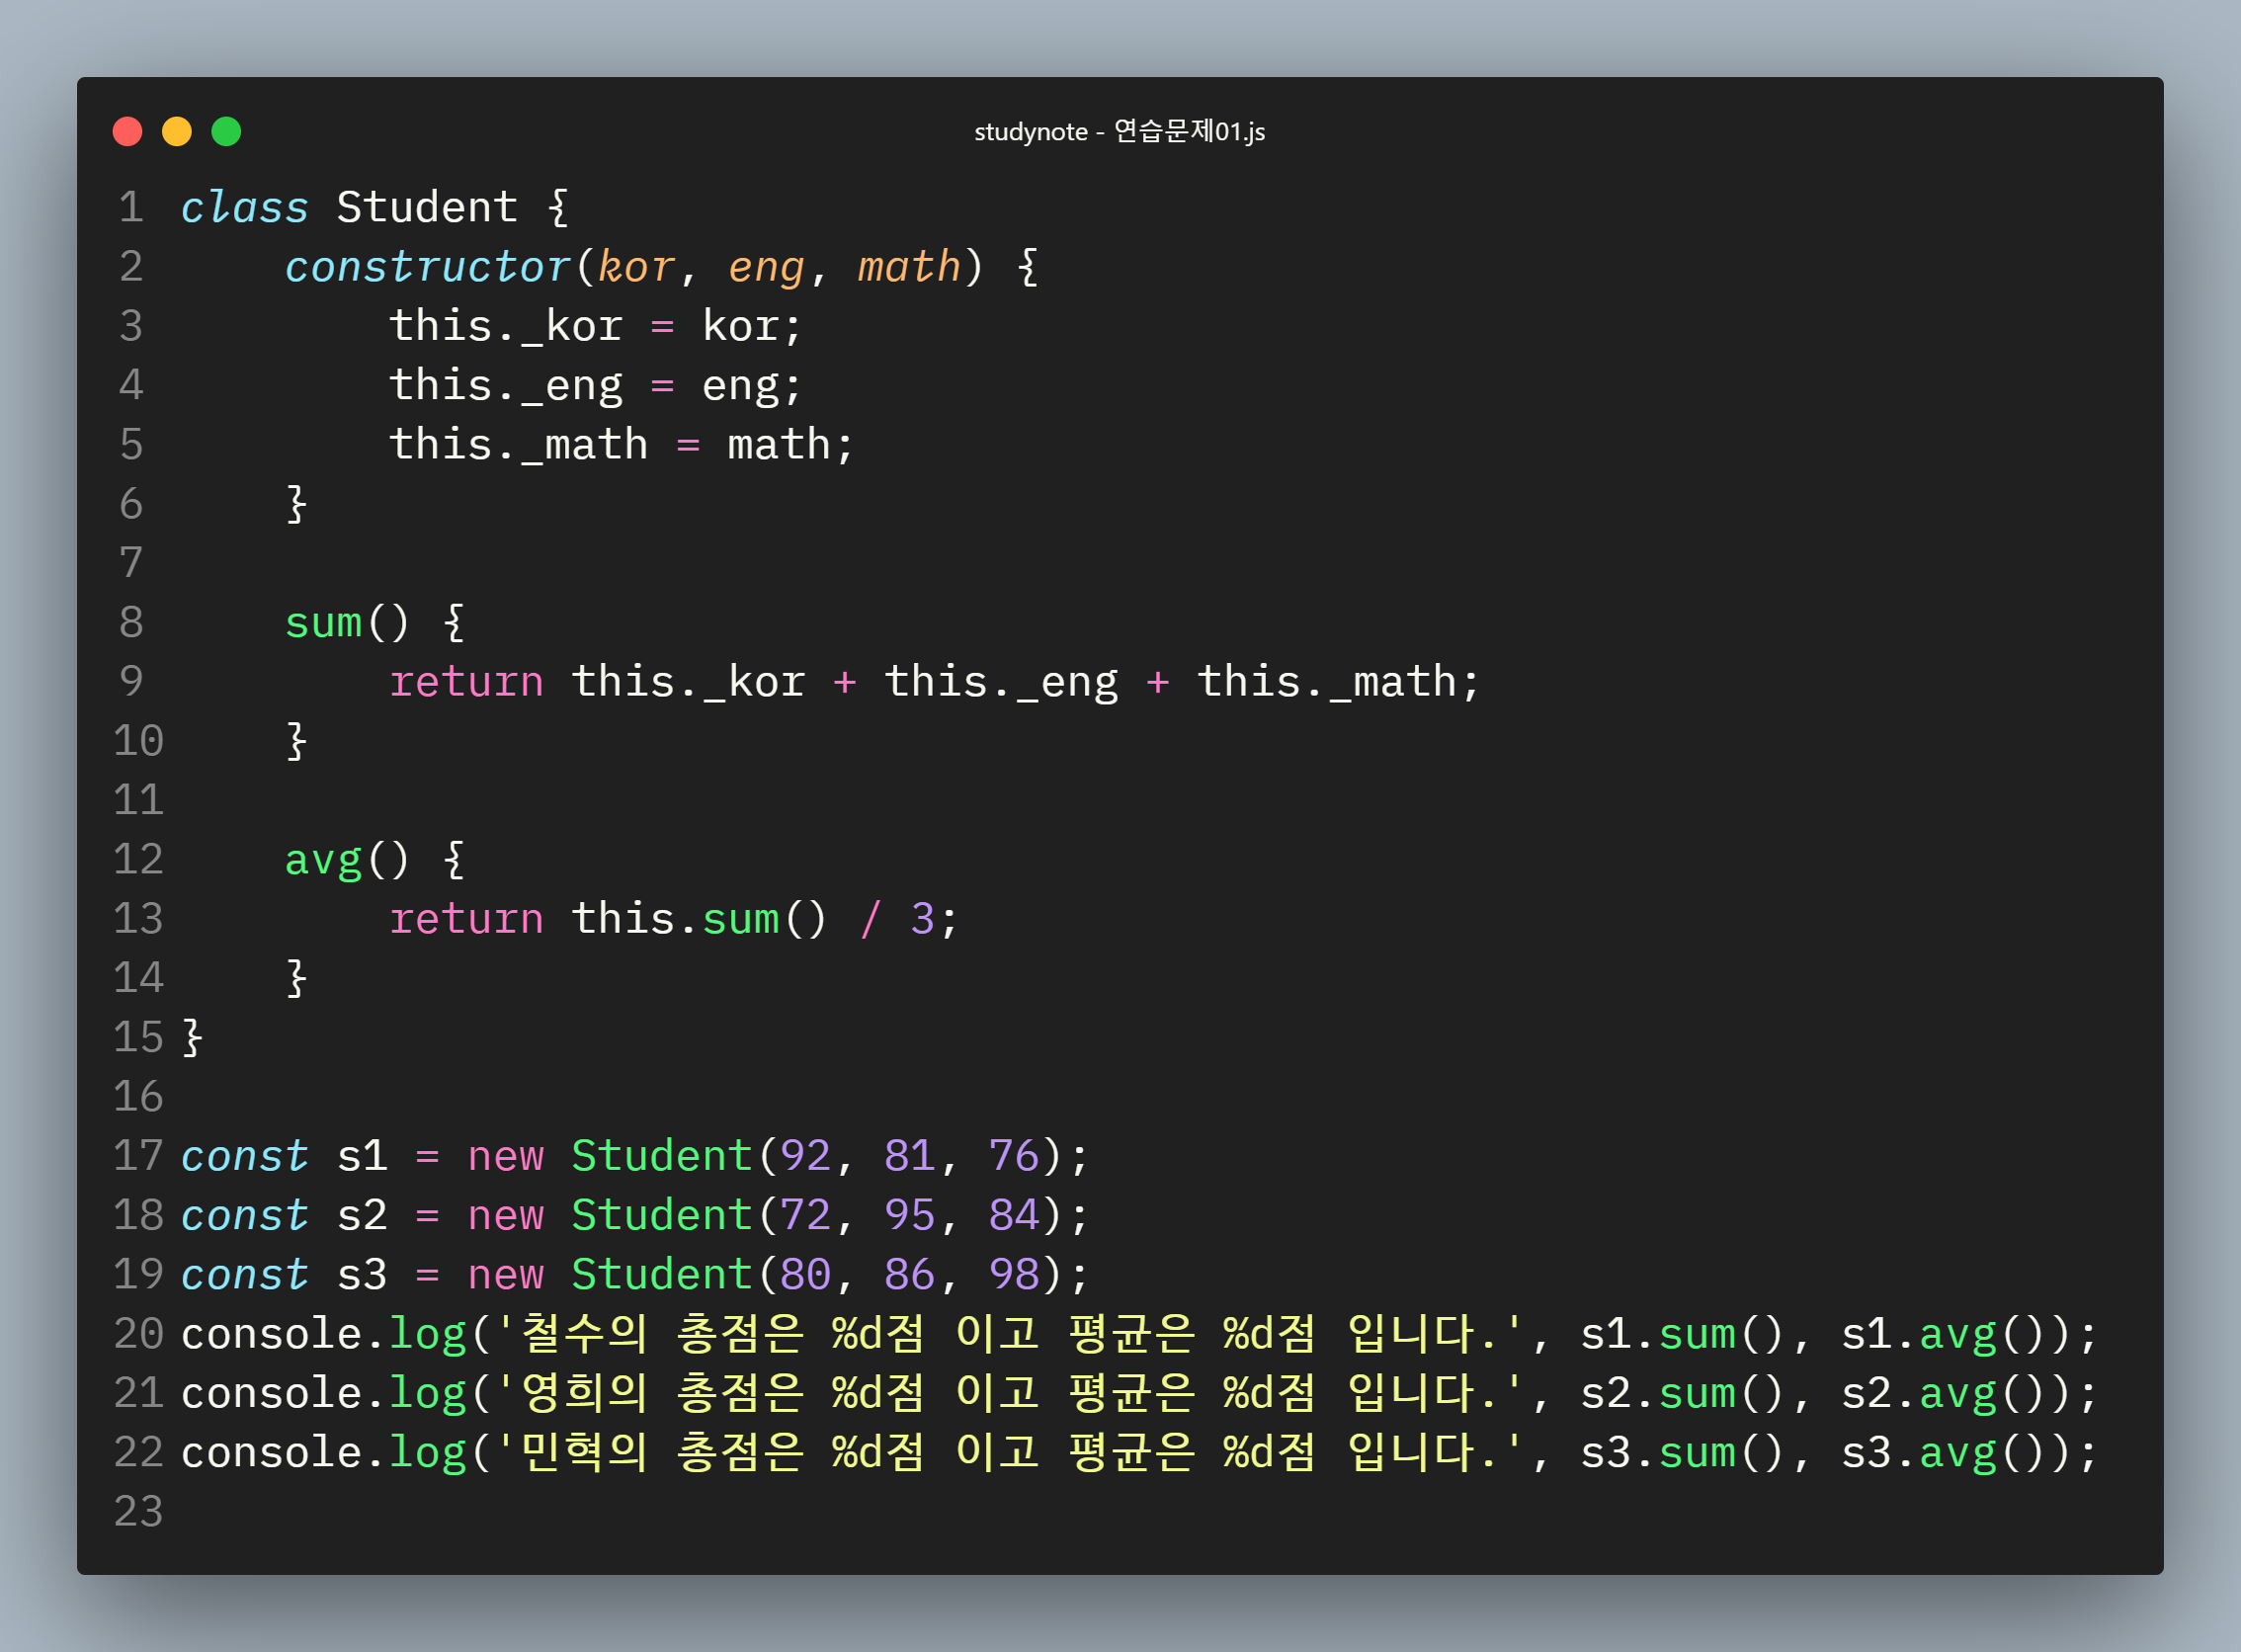 studynote - 연습문제01.js
1 class Student {
2     constructor(kor, eng, math) {
3         this._kor = kor;
4         this._eng = eng;
5         this._math = math;
6     }
7
8     sum() {
9         return this._kor + this._eng + this._math;
10     }
11
12     avg() {
13         return this.sum() / 3;
14     }
15 }
16
17 const s1 = new Student(92, 81, 76);
18 const s2 = new Student(72, 95, 84);
19 const s3 = new Student(80, 86, 98);
20 console.log('철수의 총점은 %d점 이고 평균은 %d점 입니다.', s1.sum(), s1.avg());
21 console.log('영희의 총점은 %d점 이고 평균은 %d점 입니다.', s2.sum(), s2.avg());
22 console.log('민혁의 총점은 %d점 이고 평균은 %d점 입니다.', s3.sum(), s3.avg());
23